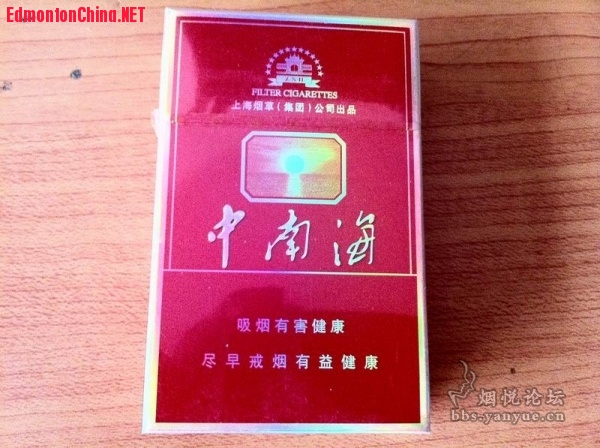 EdmontonChina.NET
Z N H
FILTER CIGARETTES
上海烟草(集团)公司出品
中南海
吸烟有害健康
尽早戒烟有益健康
烟悦论坛
bbs.yanyue.cn